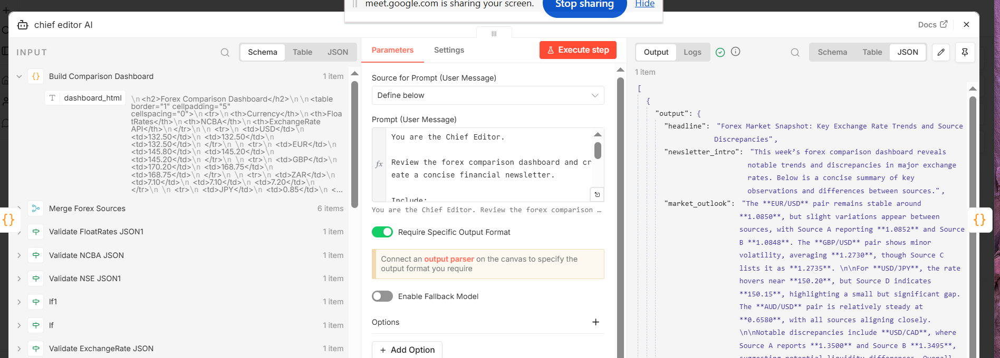 meet.google.com is sharing your screen. Stop sharing Hide
chief editor AI
Docs
INPUT
Schema Table JSON
Build Comparison Dashboard 1 item
T dashboard_html
\n <h2>Forex Comparison Dashboard</h2>\n \n <table
border="1" cellpadding="5"
cellspacing="0">\n <tr>\n <th>Currency</th>\n <th>Floa
tRates</th>\n <th>NCBA</th>\n <th>ExchangeRate
API</th>\n </tr>\n \n <tr>\n <td>USD</td>\n
<td>132.50</td>\n <td>132.50</td>\n
<td>132.50</td>\n </tr>\n \n <tr>\n <td>EUR</td>\n
<td>145.80</td>\n <td>145.20</td>\n
<td>145.20</td>\n </tr>\n \n <tr>\n <td>GBP</td>\n
<td>170.20</td>\n <td>168.75</td>\n
<td>168.75</td>\n </tr>\n \n <tr>\n <td>ZAR</td>\n
<td>7.10</td>\n <td>7.10</td>\n <td>7.20</td>\n
</tr>\n \n <tr>\n <td>JPY</td>\n <td>0.85</td>\n <...
Merge Forex Sources 6 items
Validate FloatRates JSON1 1 item
Validate NCBA JSON 1 item
Validate NSE JSON1 1 item
If1 1 item
If 1 item
Validate ExchangeRate JSON 1 item
Parameters Settings Execute step
Source for Prompt (User Message)
Define below
Prompt (User Message)
fx
You are the Chief Editor.
Review the forex comparison dashboard and cr
eate a concise financial newsletter.
Include:
You are the Chief Editor. Review the forex comparison …
Require Specific Output Format
Connect an output parser on the canvas to specify the
output format you require
Enable Fallback Model
Options +
+ Add Option
Output Logs
Schema Table JSON
1 item
[
{
"output": {
"headline": "Forex Market Snapshot: Key Exchange Rate Trends and Source
Discrepancies",
"newsletter_intro": "This week’s forex comparison dashboard reveals
notable trends and discrepancies in major exchange
rates. Below is a concise summary of key
observations and differences between sources.",
"market_outlook": "The **EUR/USD** pair remains stable around
**1.0850**, but slight variations appear between
sources, with Source A reporting **1.0852** and Source
B **1.0848**. The **GBP/USD** pair shows minor
volatility, averaging **1.2730**, though Source C
lists it as **1.2735**. \n\nFor **USD/JPY**, the rate
hovers near **150.20**, but Source D indicates
**150.15**, highlighting a small but significant gap.
The **AUD/USD** pair is relatively steady at
**0.6580**, with all sources aligning closely.
\n\nNotable discrepancies include **USD/CAD**, where
Source A reports **1.3500** and Source B **1.3495**,
suggesting potential liquidity differences. Overall